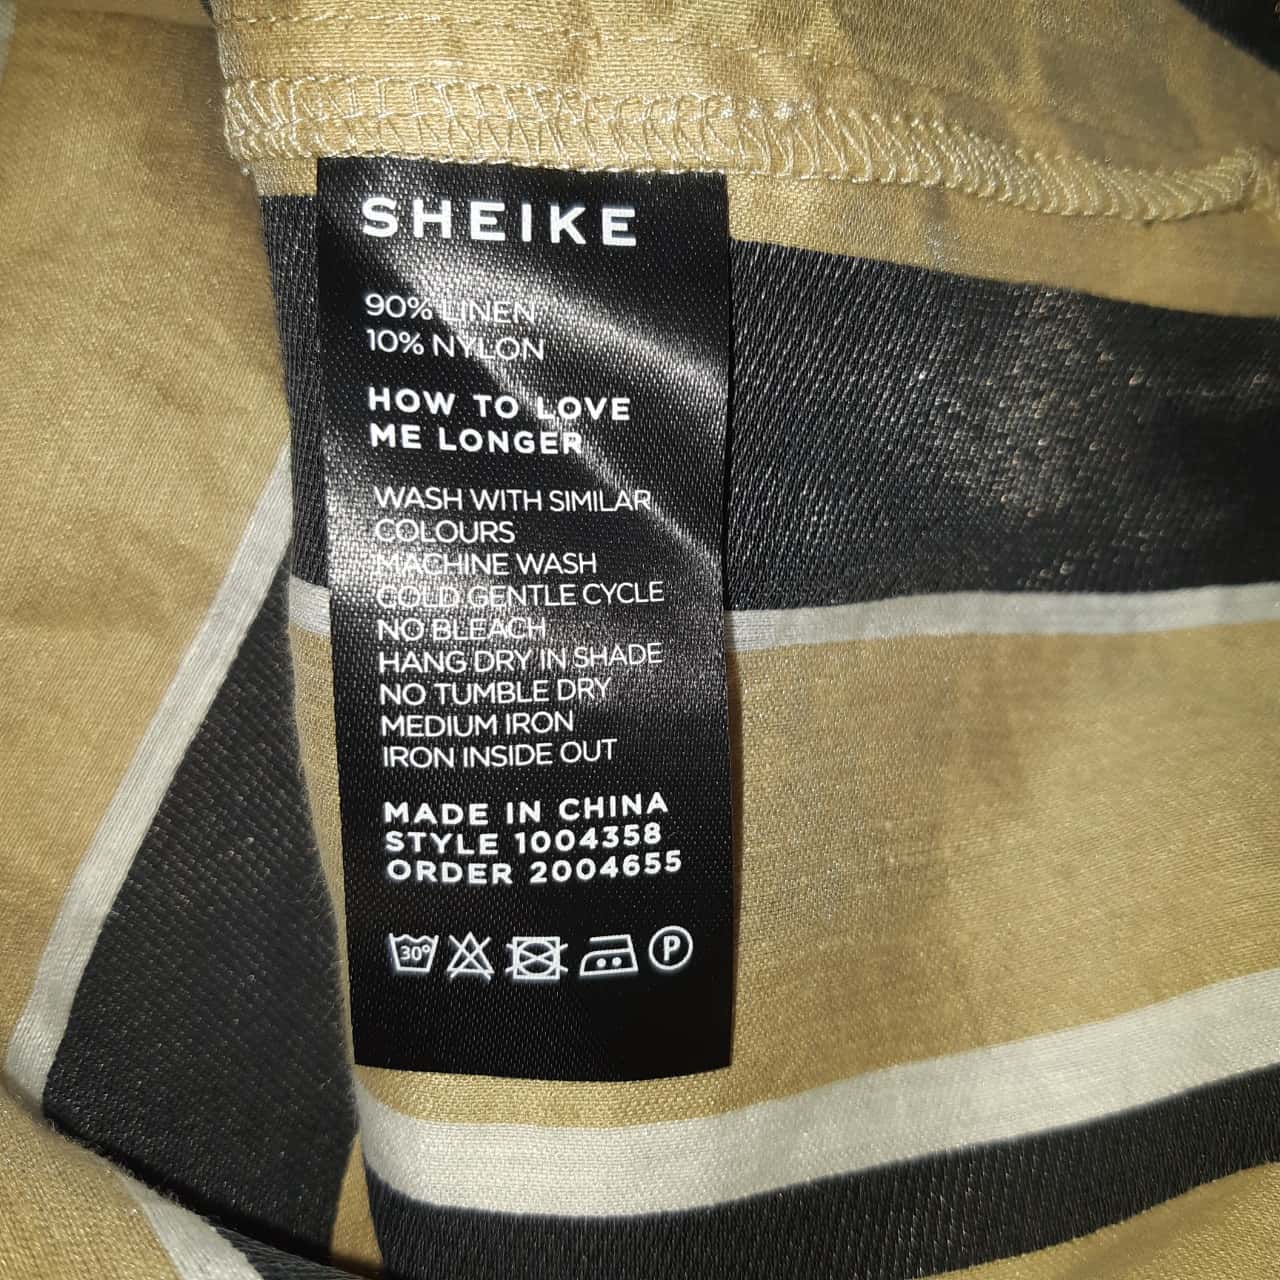 SHEIKE
90% LINEN
10% NYLON
HOW TO LOVE
ME LONGER
WASH WITH SIMILAR
COLOURS
MACHINE WASH
COLD GENTLE CYCLE
NO BLEACH
HANG DRY IN SHADE
NO TUMBLE DRY
MEDIUM IRON
IRON INSIDE OUT
MADE IN CHINA
STYLE 1004358
ORDER 2004655
30° P